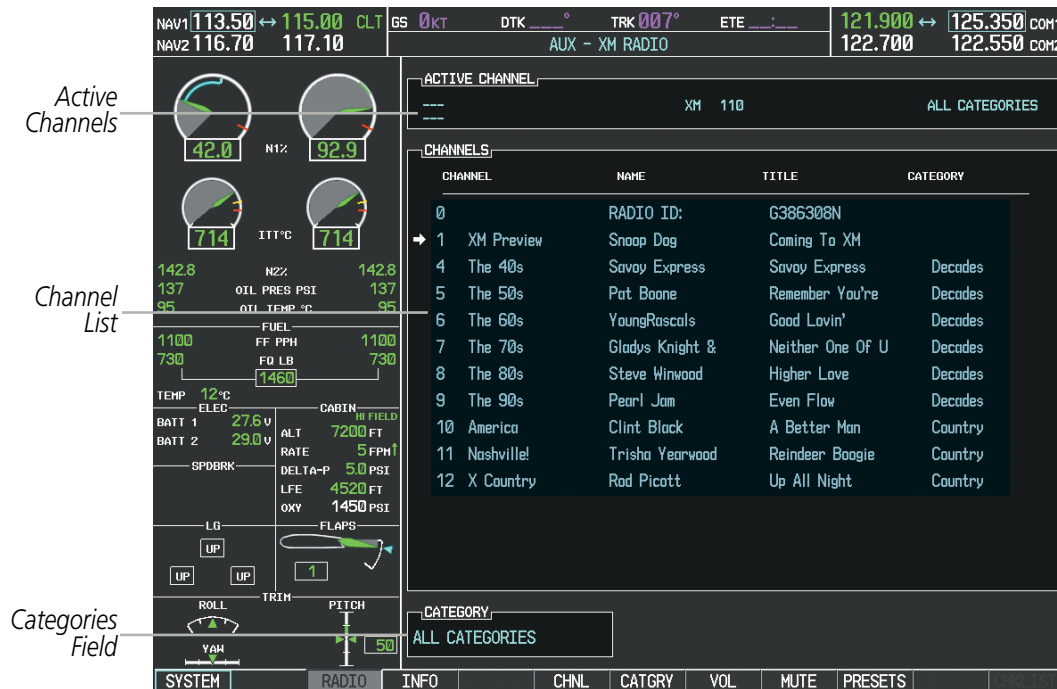 NAV1 113.50 ↔ 115.00 CLT GS 0KT DTK ___° TRK 007° ETE __:__ 121.900 ↔ 125.350 COM1
NAV2 116.70 117.10 AUX - XM RADIO 122.700 122.550 COM2
Active
Channels
ACTIVE CHANNEL
---
---
XM 110 ALL CATEGORIES
42.0 N1% 92.9
714 ITT°C 714
142.8 N2% 142.8
137 OIL PRES PSI 137
95 OIL TEMP °C 95
FUEL
1100 FF PPH 1100
730 FQ LB 730
1460
TEMP 12°C
ELEC
BATT 1 27.6 V
BATT 2 29.0 V
SPDBRK
CABIN
HI FIELD
ALT 7200 FT
RATE 5 FPM↑
DELTA-P 5.0 PSI
LFE 4520 FT
OXY 1450 PSI
LG
UP
UP UP
FLAPS
1
TRIM
ROLL PITCH
YAW 50
Channel
List
CHANNELS
CHANNEL NAME TITLE CATEGORY
0 RADIO ID: G386308N
1 XM Preview Snoop Dog Coming To XM
4 The 40s Savoy Express Savoy Express Decades
5 The 50s Pat Boone Remember You're Decades
6 The 60s YoungRascals Good Lovin' Decades
7 The 70s Gladys Knight & Neither One Of U Decades
8 The 80s Steve Winwood Higher Love Decades
9 The 90s Pearl Jam Even Flow Decades
10 America Clint Black A Better Man Country
11 Nashville! Trisha Yearwood Reindeer Boogie Country
12 X Country Rod Picott Up All Night Country
Categories
Field
CATEGORY
ALL CATEGORIES
SYSTEM RADIO INFO CHNL CATGRY VOL MUTE PRESETS CHKLIST